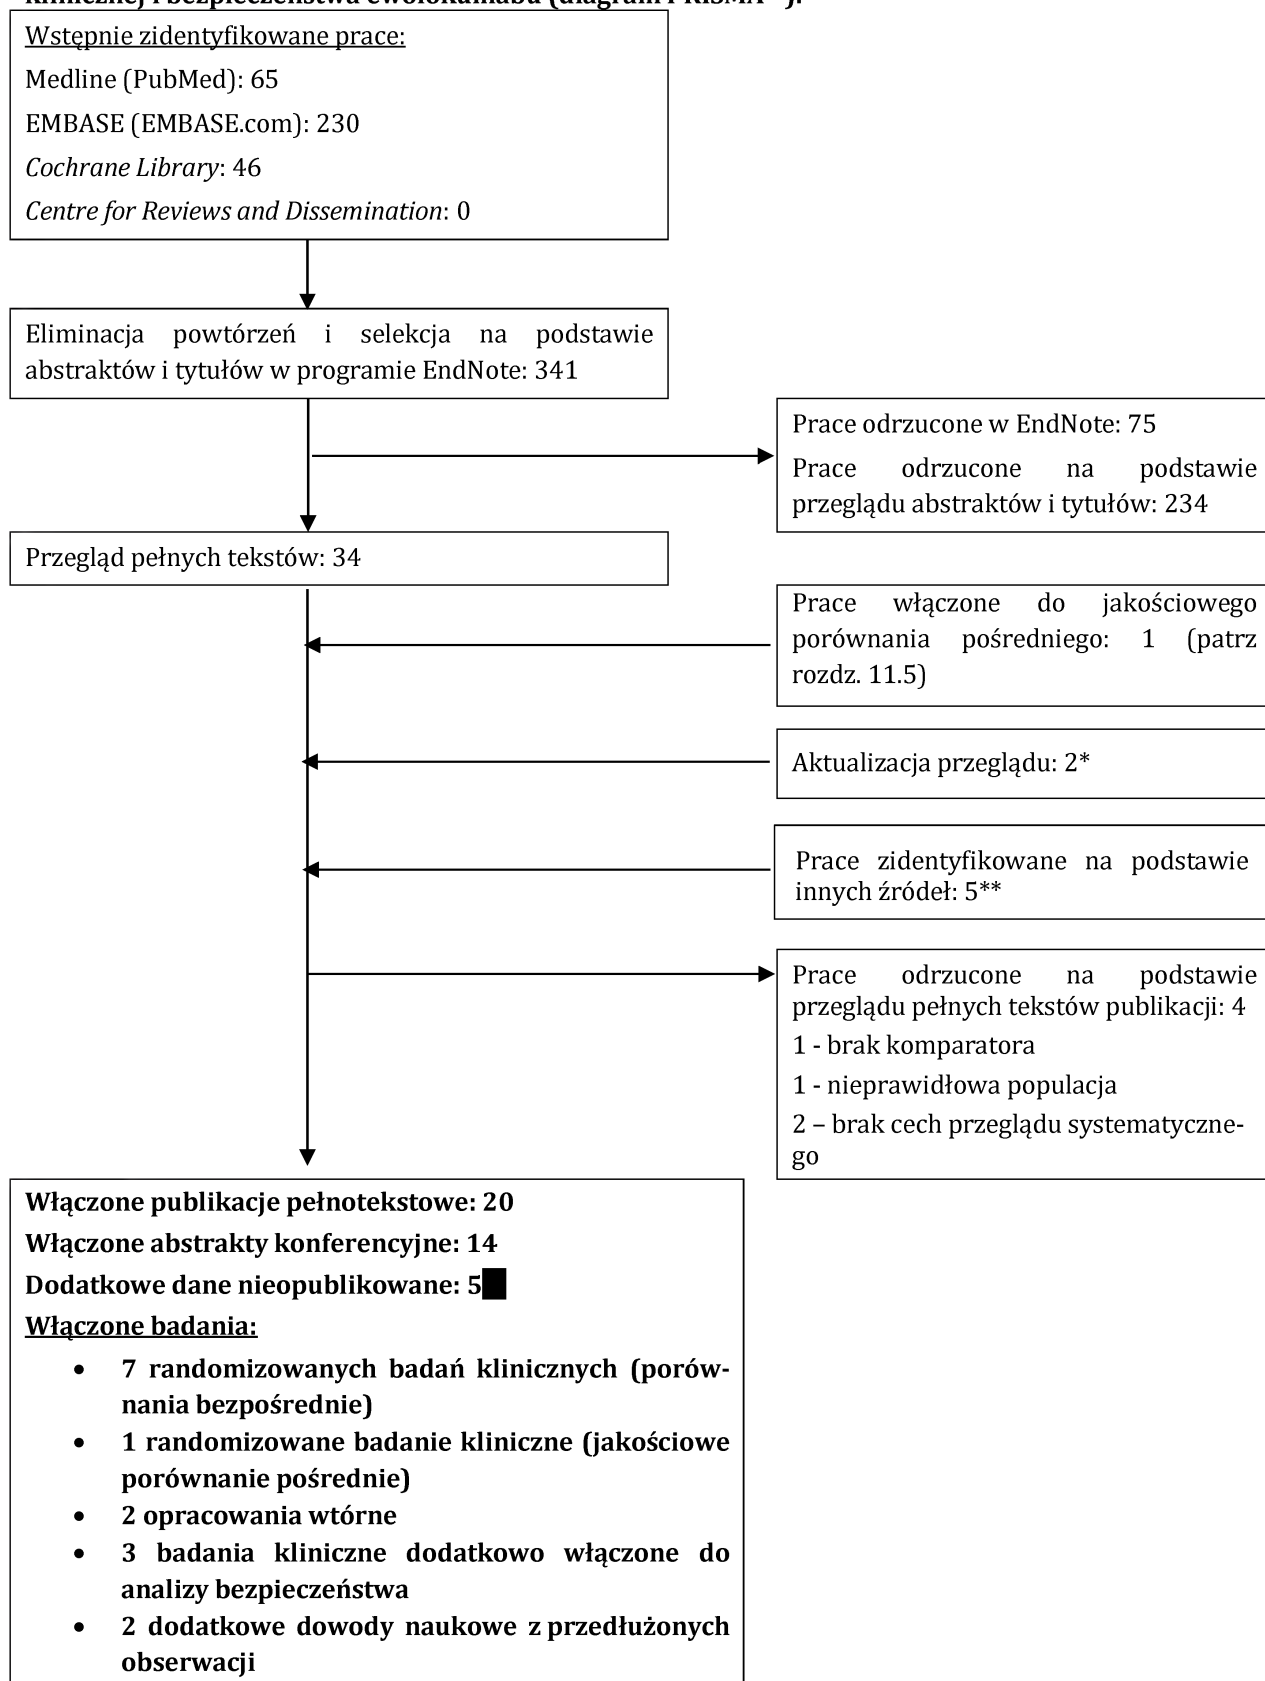 klinicznej i bezpieczeństwa ewolokumabu (diagram PRISMA
Wstępnie zidentyfikowane prace:
Medline (PubMed): 65
EMBASE (EMBASE.com): 230
Cochrane Library: 46
Centre for Reviews and Dissemination: 0
Eliminacja powtórzeń i selekcja na podstawie
abstraktów i tytułów w programie EndNote: 341
Prace odrzucone w EndNote: 75
Prace odrzucone na podstawie
przeglądu abstraktów i tytułów: 234
Przegląd pełnych tekstów: 34
Prace włączone do jakościowego
porównania pośredniego: 1 (patrz
rozdz. 11.5)
Aktualizacja przeglądu: 2*
Prace zidentyfikowane na podstawie
innych źródeł: 5**
Prace odrzucone na podstawie
przeglądu pełnych tekstów publikacji: 4
1 - brak komparatora
1 - nieprawidłowa populacja
2 – brak cech przeglądu systematyczne-
go
Włączone publikacje pełnotekstowe: 20
Włączone abstrakty konferencyjne: 14
Dodatkowe dane nieopublikowane: 5
Włączone badania:
• 7 randomizowanych badań klinicznych (porów-
nania bezpośrednie)
• 1 randomizowane badanie kliniczne (jakościowe
porównanie pośrednie)
• 2 opracowania wtórne
• 3 badania kliniczne dodatkowo włączone do
analizy bezpieczeństwa
• 2 dodatkowe dowody naukowe z przedłużonych
obserwacji